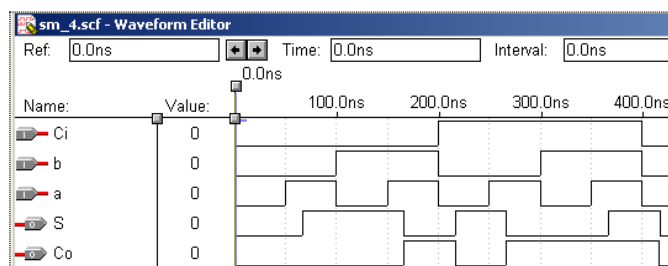 sm_4.scf - Waveform Editor
Ref: 0.0ns Time: 0.0ns Interval: 0.0ns
0.0ns
Name: Value: 100.0ns 200.0ns 300.0ns 400.0ns
I Ci 0
I b 0
I a 0
O S 0
O Co 0